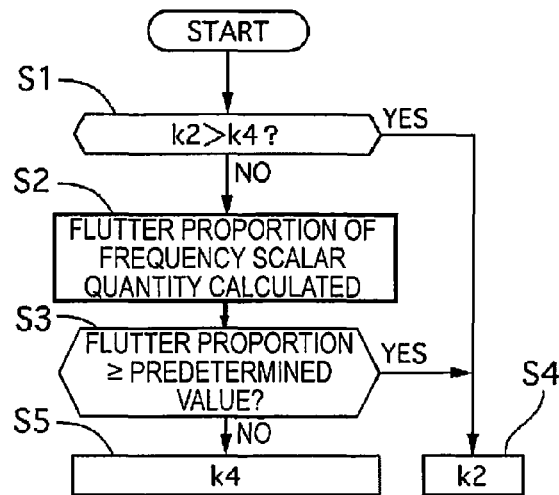 START
S1
k2>k4?
YES
NO
S2
FLUTTER PROPORTION OF
FREQUENCY SCALAR
QUANTITY CALCULATED
S3
FLUTTER PROPORTION
≥ PREDETERMINED
VALUE?
YES
S4
S5
NO
k4
k2